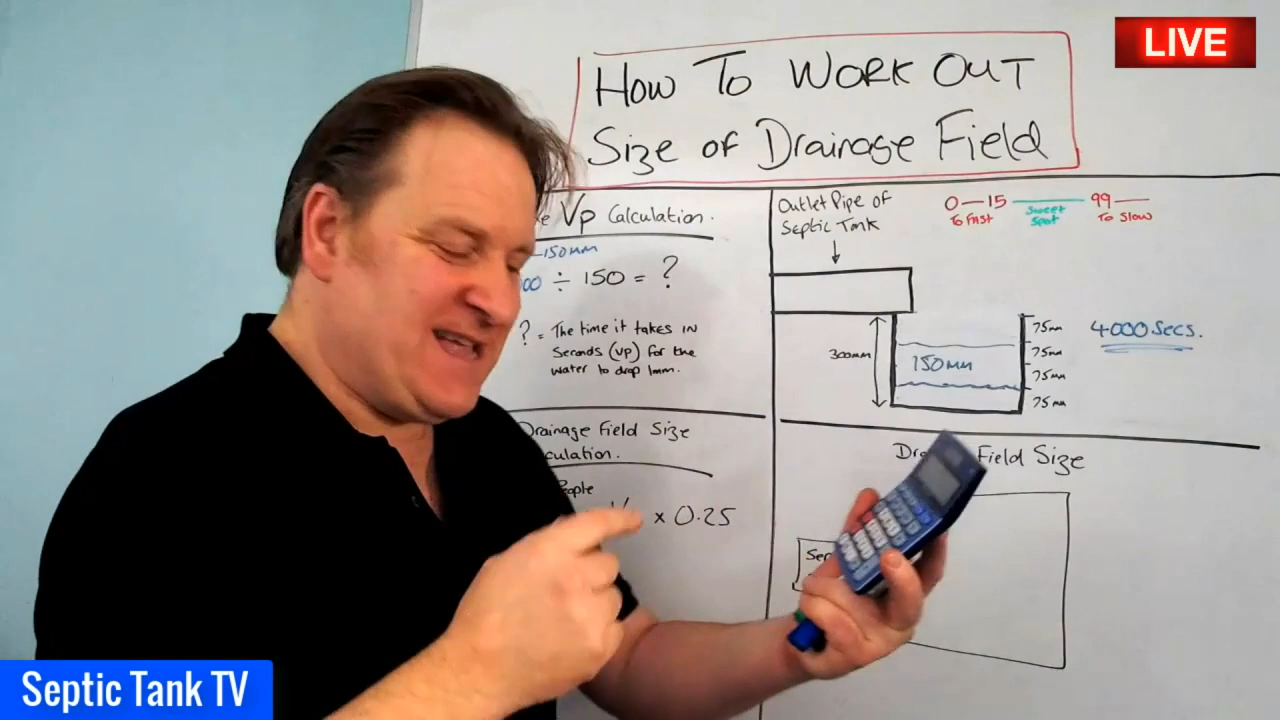 LIVE
How To WORK OUT
Size of Drainage Field
Vp Calculation.
150mm
÷ 150 = ?
? = The time it takes in
Seconds (Vp) for the
water to drop 1mm.
Outlet Pipe of
Septic Tank
0—15
To Fast
Sweet
Spot
99—
To Slow
300mm
150mm
75mm
75mm
75mm
75mm
4000 Secs.
Drainage Field Size
x 0.25
Field Size
Septic Tank TV